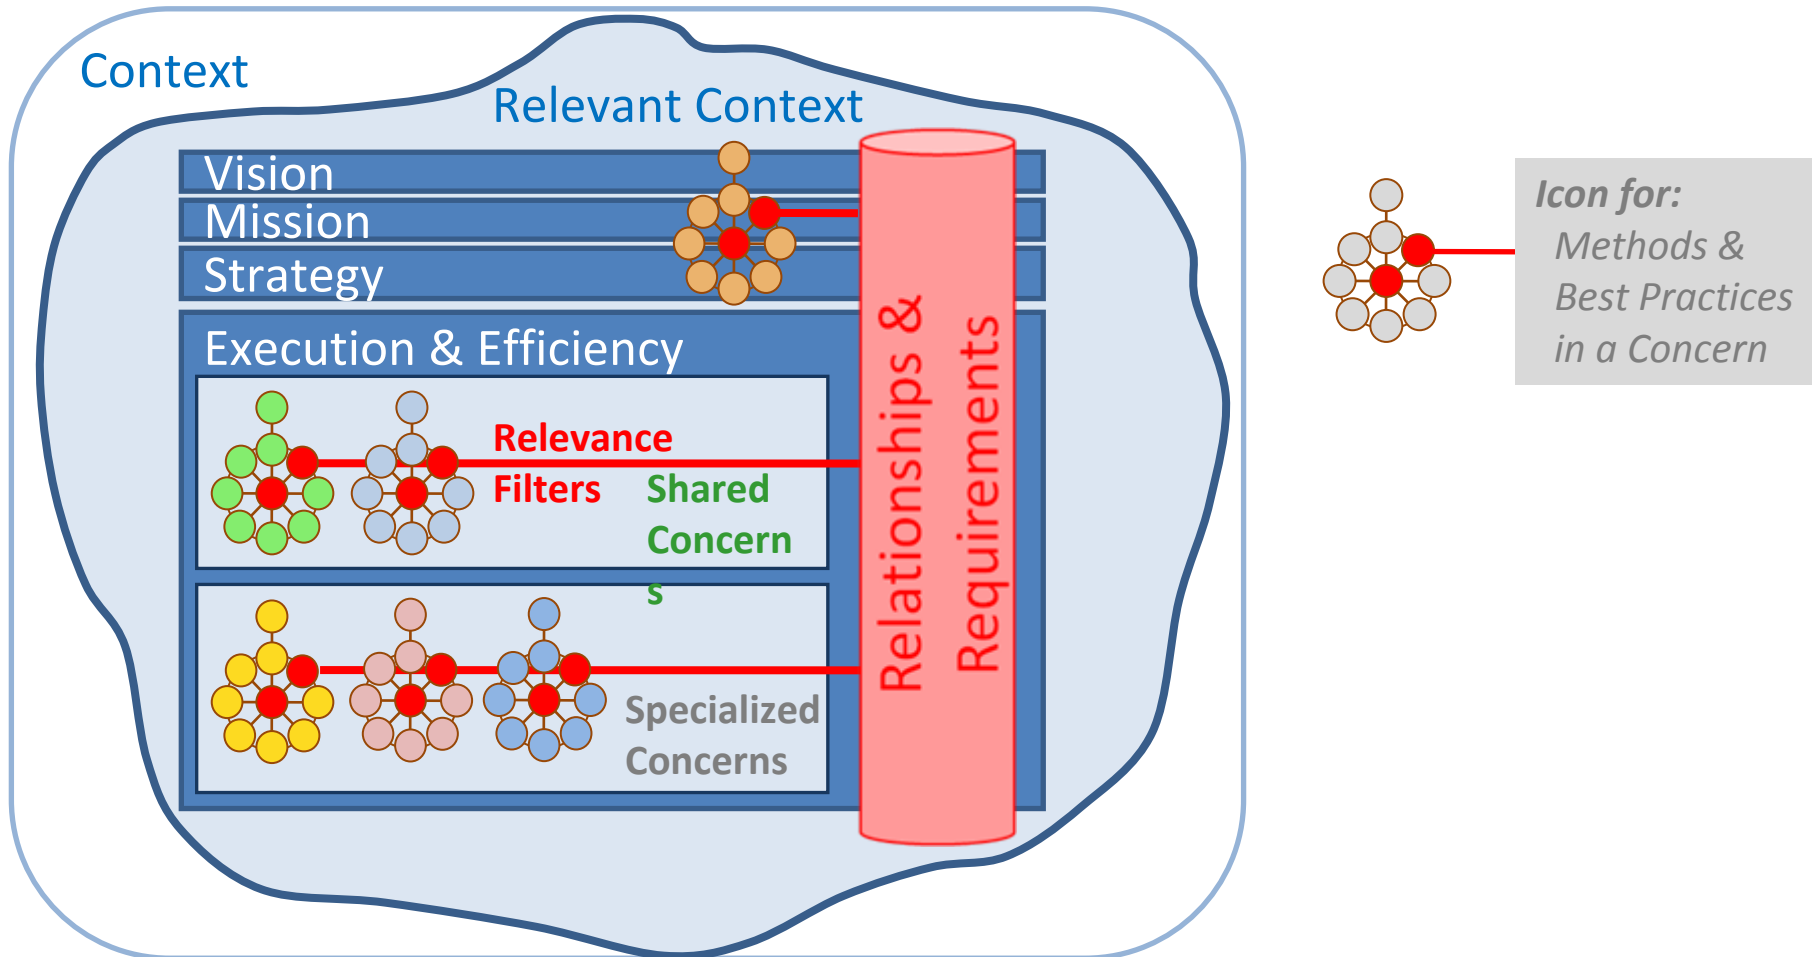 Context
Relevant Context
Vision
Mission
Strategy
Execution & Efficiency
Relevance
Filters
Shared
Concern
s
Specialized
Concerns
Relationships &
Requirements
Icon for:
Methods &
Best Practices
in a Concern